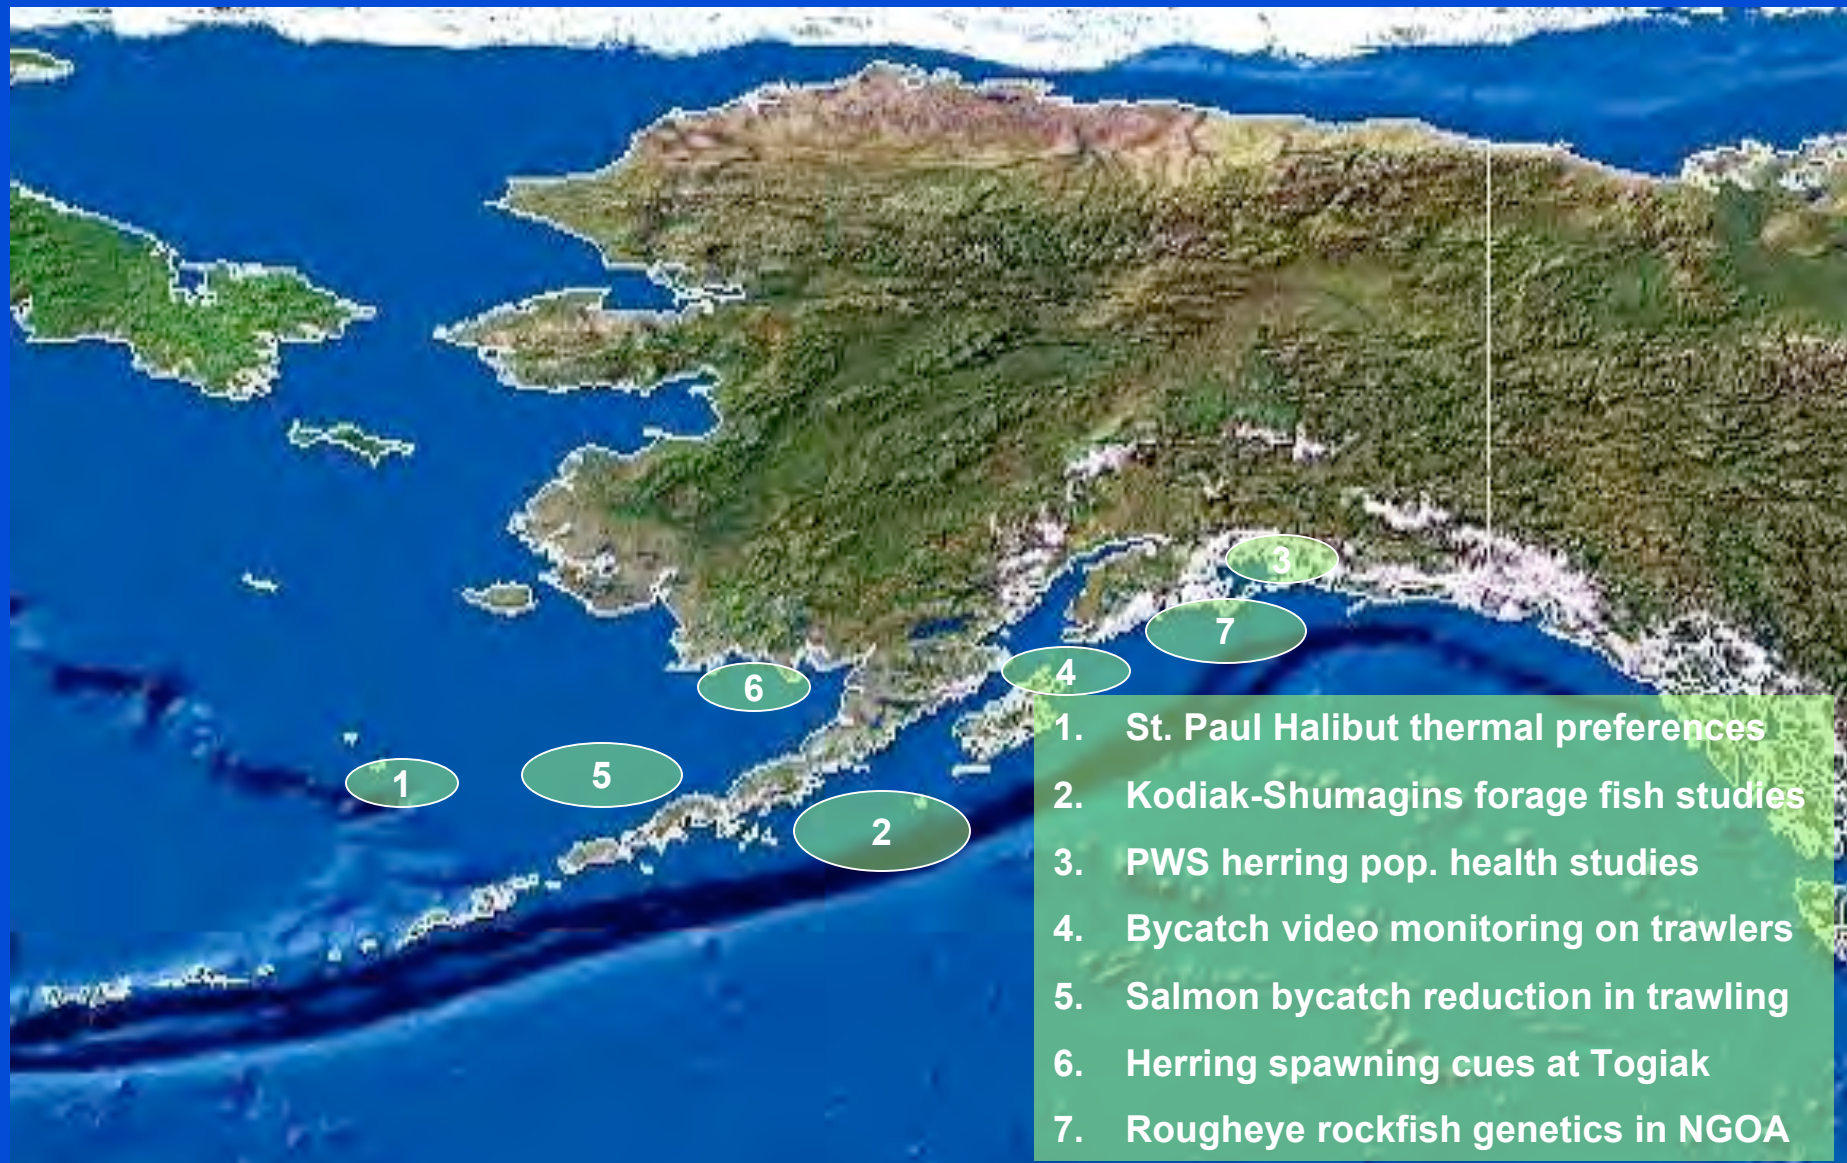 3
7
4
6
1
5
2
1. St. Paul Halibut thermal preferences
2. Kodiak-Shumagins forage fish studies
3. PWS herring pop. health studies
4. Bycatch video monitoring on trawlers
5. Salmon bycatch reduction in trawling
6. Herring spawning cues at Togiak
7. Rougheye rockfish genetics in NGOA